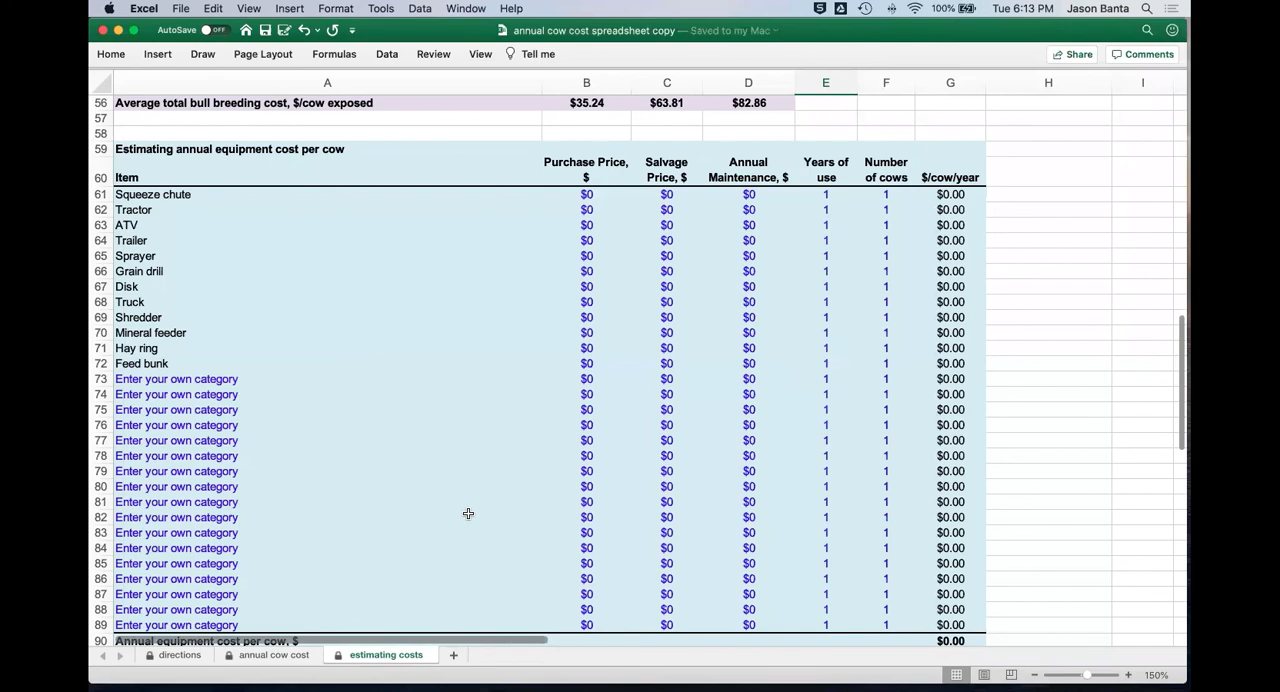 Excel File Edit View Insert Format Tools Data Window Help 100% Tue 6:13 PM Jason Banta
AutoSave OFF annual cow cost spreadsheet copy — Saved to my Mac
Home Insert Draw Page Layout Formulas Data Review View Tell me Share Comments
A B C D E F G H I
56 Average total bull breeding cost, $/cow exposed $35.24 $63.81 $82.86
57
58
59 Estimating annual equipment cost per cow
Purchase Price, Salvage Annual Years of Number
60 Item $ Price, $ Maintenance, $ use of cows $/cow/year
61 Squeeze chute $0 $0 $0 1 1 $0.00
62 Tractor $0 $0 $0 1 1 $0.00
63 ATV $0 $0 $0 1 1 $0.00
64 Trailer $0 $0 $0 1 1 $0.00
65 Sprayer $0 $0 $0 1 1 $0.00
66 Grain drill $0 $0 $0 1 1 $0.00
67 Disk $0 $0 $0 1 1 $0.00
68 Truck $0 $0 $0 1 1 $0.00
69 Shredder $0 $0 $0 1 1 $0.00
70 Mineral feeder $0 $0 $0 1 1 $0.00
71 Hay ring $0 $0 $0 1 1 $0.00
72 Feed bunk $0 $0 $0 1 1 $0.00
73 Enter your own category $0 $0 $0 1 1 $0.00
74 Enter your own category $0 $0 $0 1 1 $0.00
75 Enter your own category $0 $0 $0 1 1 $0.00
76 Enter your own category $0 $0 $0 1 1 $0.00
77 Enter your own category $0 $0 $0 1 1 $0.00
78 Enter your own category $0 $0 $0 1 1 $0.00
79 Enter your own category $0 $0 $0 1 1 $0.00
80 Enter your own category $0 $0 $0 1 1 $0.00
81 Enter your own category $0 $0 $0 1 1 $0.00
82 Enter your own category $0 $0 $0 1 1 $0.00
83 Enter your own category $0 $0 $0 1 1 $0.00
84 Enter your own category $0 $0 $0 1 1 $0.00
85 Enter your own category $0 $0 $0 1 1 $0.00
86 Enter your own category $0 $0 $0 1 1 $0.00
87 Enter your own category $0 $0 $0 1 1 $0.00
88 Enter your own category $0 $0 $0 1 1 $0.00
89 Enter your own category $0 $0 $0 1 1 $0.00
90 Annual equipment cost per cow, $ $0.00
directions annual cow cost estimating costs
150%